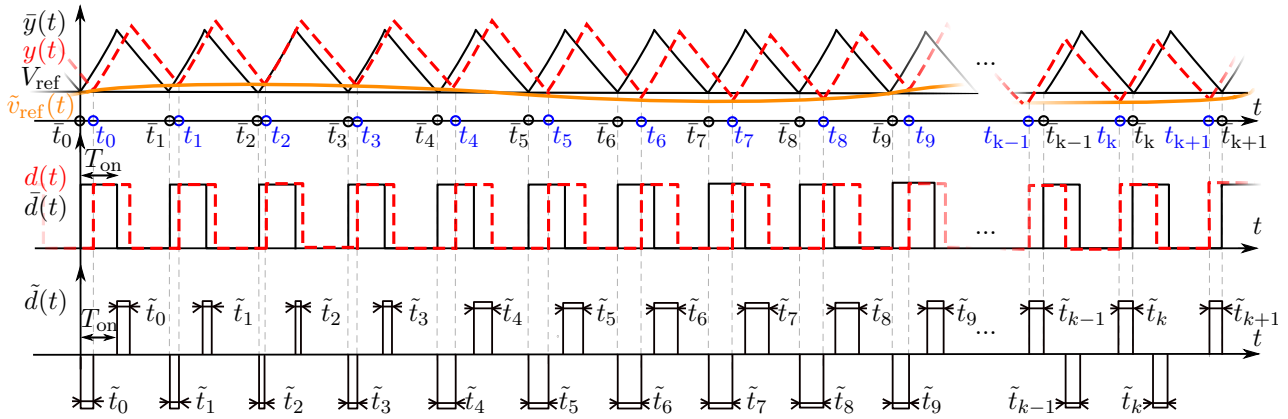 ȳ(t)
y(t)
V_ref
ṽ_ref(t)
...
t
t̄_0 t_0 t̄_1 t_1 t̄_2 t_2 t̄_3 t_3 t̄_4 t_4 t̄_5 t_5 t̄_6 t_6 t̄_7 t_7 t̄_8 t_8 t̄_9 t_9 t_k-1 t̄_k-1 t_k t̄_k t_k+1 t̄_k+1
T_on
d(t)
d̄(t)
...
t
d̃(t)
t̃_0 t̃_1 t̃_2 t̃_3 t̃_4 t̃_5 t̃_6 t̃_7 t̃_8 t̃_9 t̃_k−1 t̃_k t̃_k+1
T_on
...
t
t̃_0 t̃_1 t̃_2 t̃_3 t̃_4 t̃_5 t̃_6 t̃_7 t̃_8 t̃_9 t̃_k−1 t̃_k